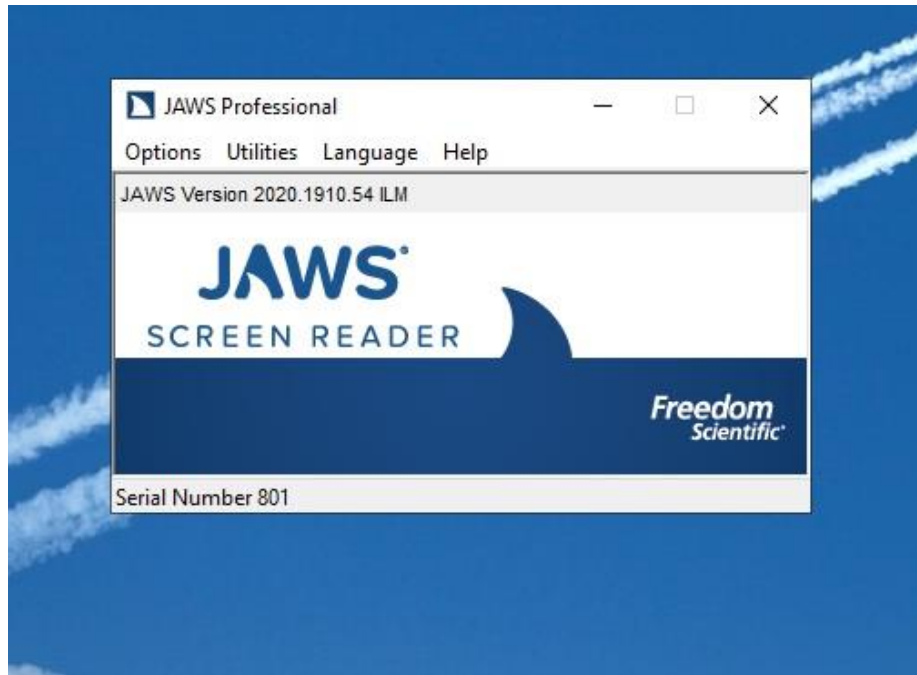 JAWS Professional
Options Utilities Language Help
JAWS Version 2020.1910.54 ILM
JAWS
SCREEN READER
Freedom
Scientific
Serial Number 801